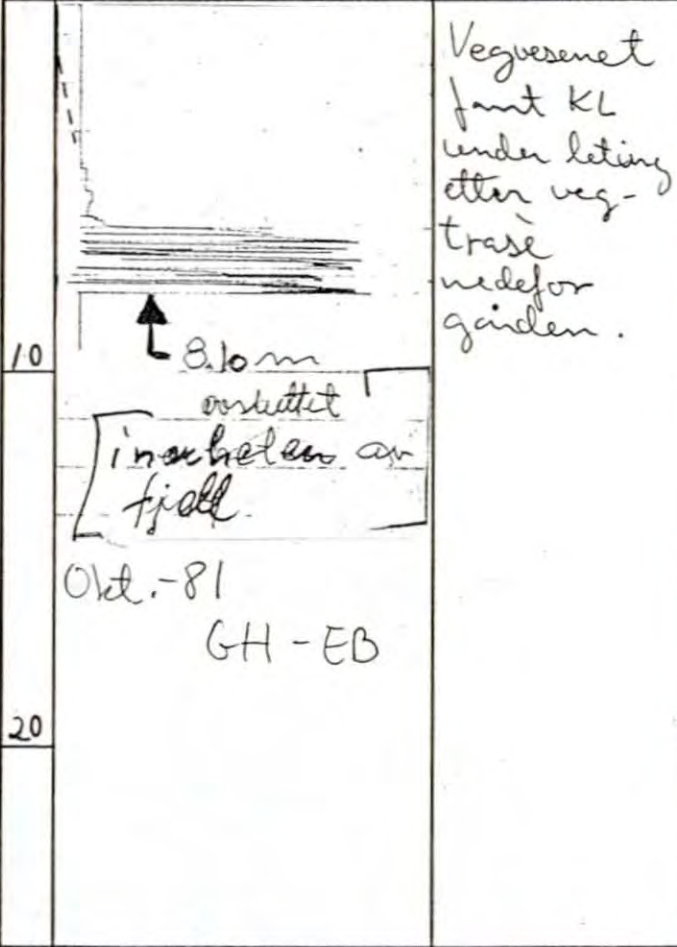 Vegvesenet
fant KL
under leting
etter veg-
trasè
nedefor
gården.
10
8.10 m
avsluttet
i nærheten av
fjell
Okt.-81
GH - EB
20